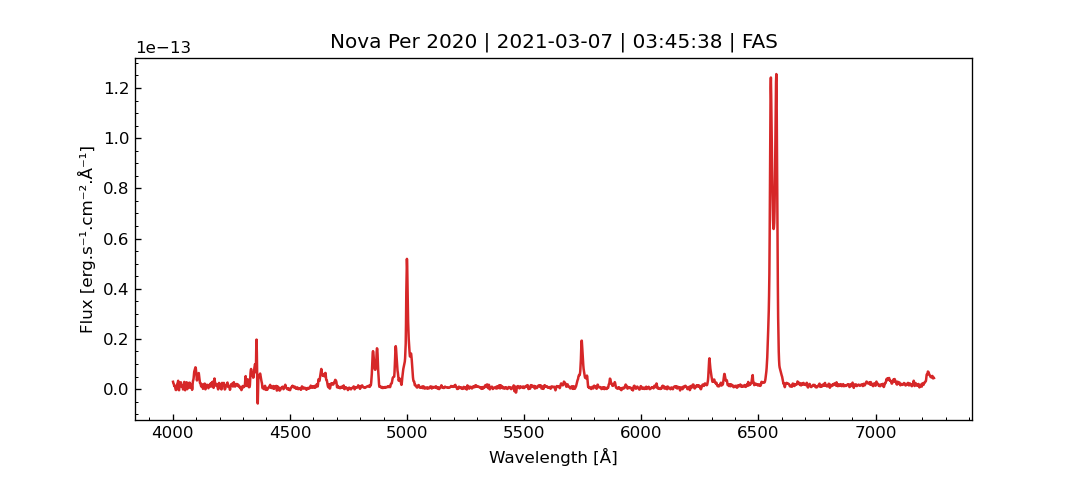 Nova Per 2020 | 2021-03-07 | 03:45:38 | FAS
1e−13
1.2
1.0
0.8
0.6
0.4
0.2
0.0
Flux [erg.s⁻¹.cm⁻².Å⁻¹]
4000 4500 5000 5500 6000 6500 7000
Wavelength [Å]